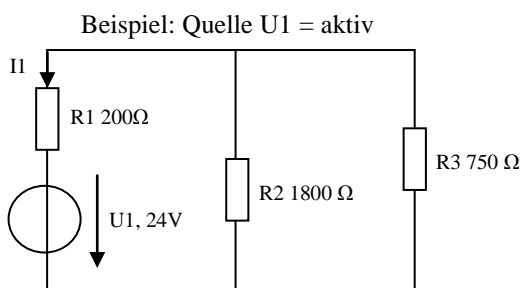 Beispiel: Quelle U1 = aktiv
I1
R1 200Ω
R3 750 Ω
R2 1800 Ω
U1, 24V